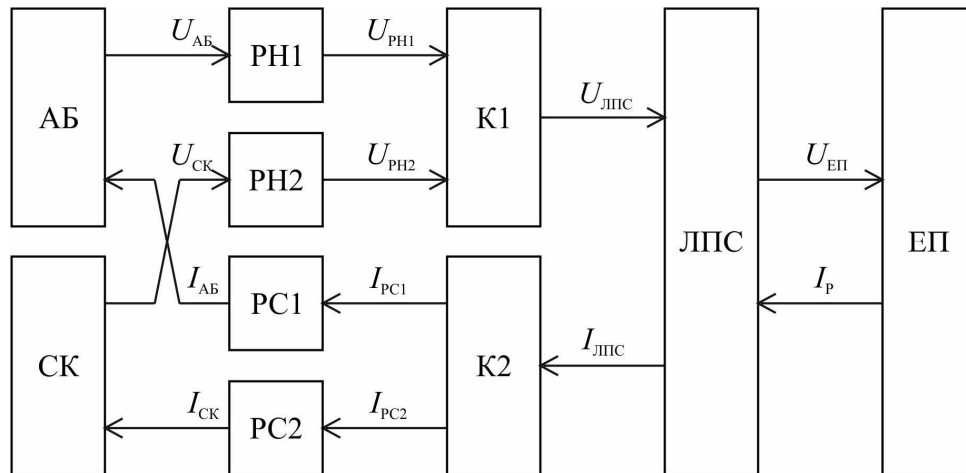 U_АБ
РН1
U_РН1
АБ
К1
U_ЛПС
U_СК
РН2
U_РН2
U_ЕП
ЛПС
ЕП
I_АБ
РС1
I_РС1
I_Р
СК
К2
I_ЛПС
I_СК
РС2
I_РС2